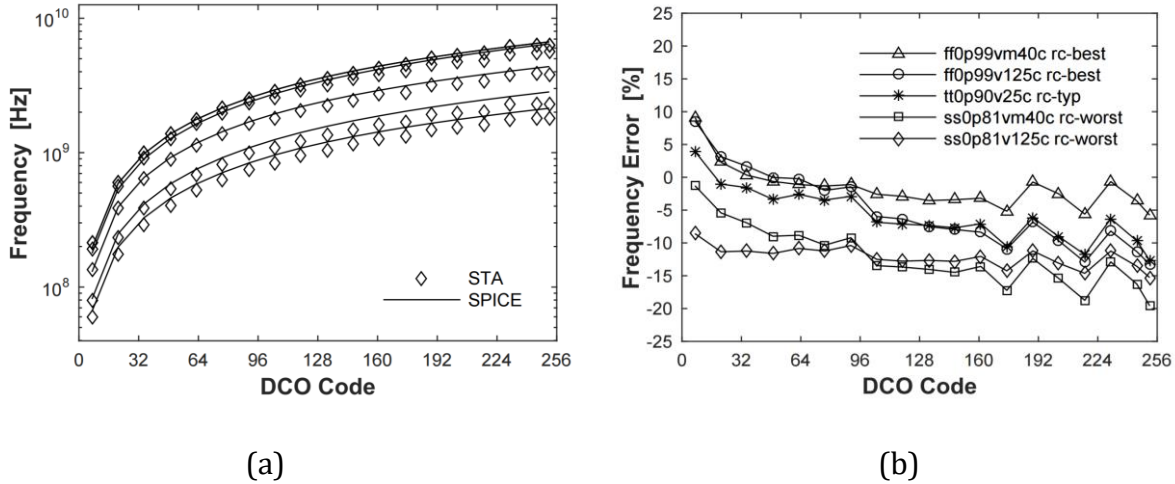 10^10
10^9
10^8
Frequency [Hz]
STA
SPICE
0 32 64 96 128 160 192 224 256
DCO Code
(a)
25
20
15
10
5
0
-5
-10
-15
-20
-25
Frequency Error [%]
ff0p99vm40c rc-best
ff0p99v125c rc-best
tt0p90v25c rc-typ
ss0p81vm40c rc-worst
ss0p81v125c rc-worst
0 32 64 96 128 160 192 224 256
DCO Code
(b)